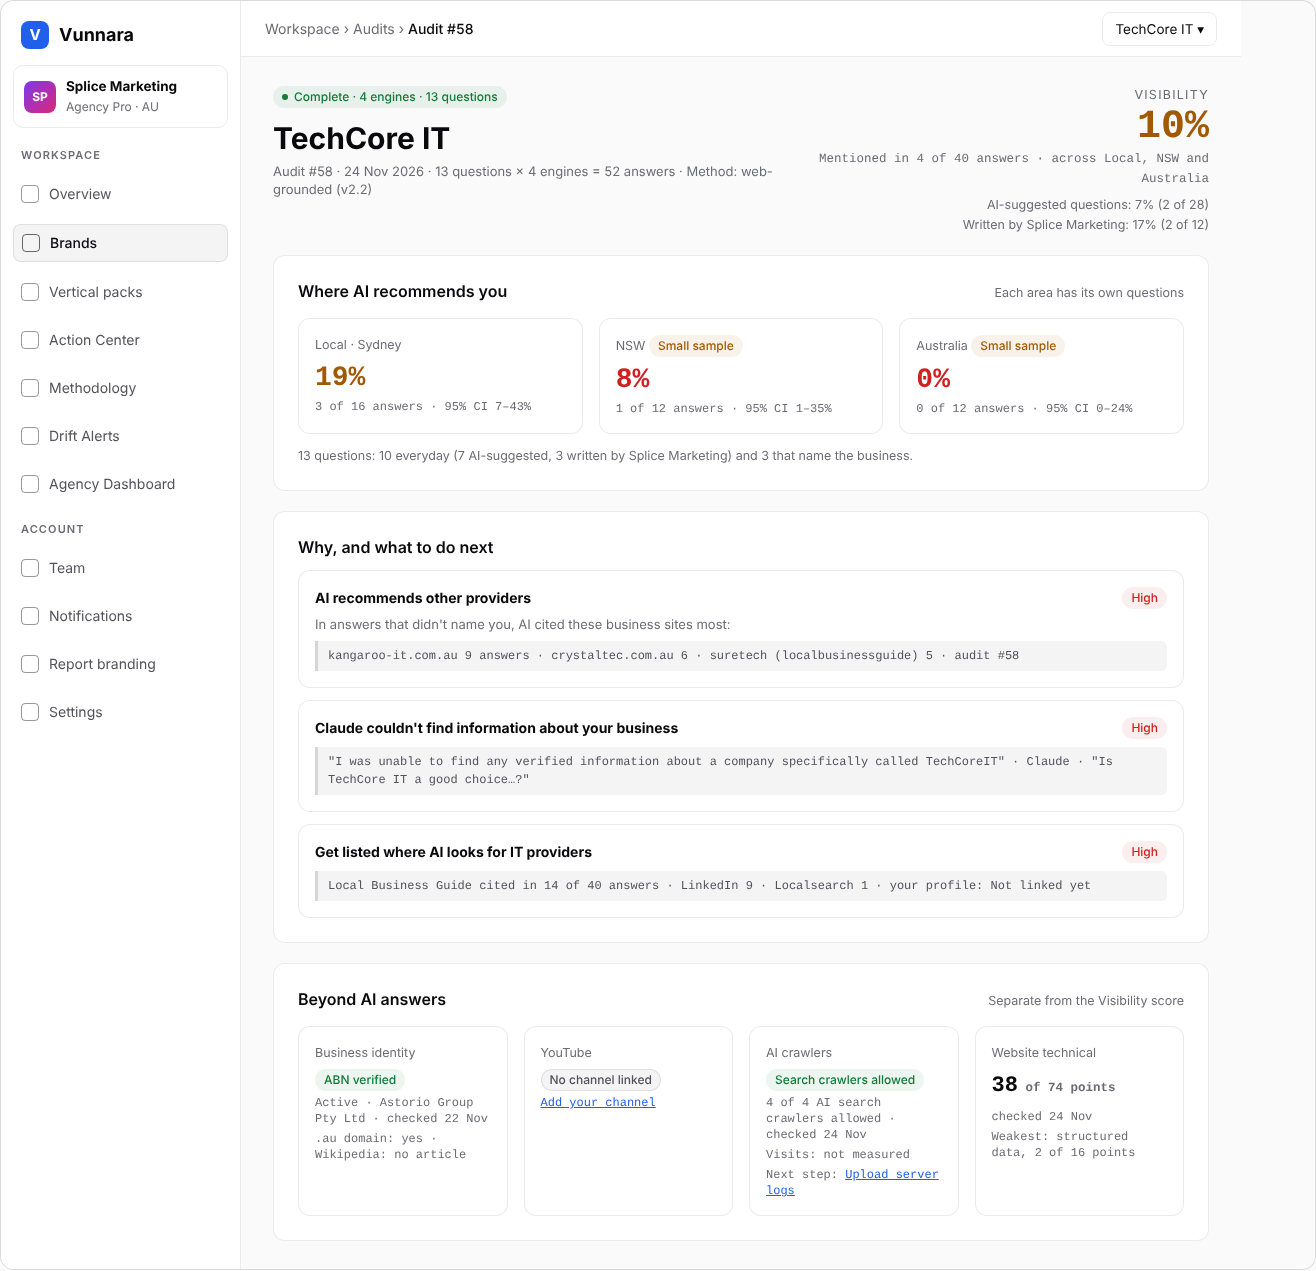 V Vunnara
SP Splice Marketing
Agency Pro · AU
WORKSPACE
Overview
Brands
Vertical packs
Action Center
Methodology
Drift Alerts
Agency Dashboard
ACCOUNT
Team
Notifications
Report branding
Settings
Workspace › Audits › Audit #58
TechCore IT ▾
Complete · 4 engines · 13 questions
TechCore IT
Audit #58 · 24 Nov 2026 · 13 questions × 4 engines = 52 answers · Method: web-
grounded (v2.2)
VISIBILITY
10%
Mentioned in 4 of 40 answers · across Local, NSW and
Australia
AI-suggested questions: 7% (2 of 28)
Written by Splice Marketing: 17% (2 of 12)
Where AI recommends you
Each area has its own questions
Local · Sydney
19%
3 of 16 answers · 95% CI 7–43%
NSW Small sample
8%
1 of 12 answers · 95% CI 1–35%
Australia Small sample
0%
0 of 12 answers · 95% CI 0–24%
13 questions: 10 everyday (7 AI-suggested, 3 written by Splice Marketing) and 3 that name the business.
Why, and what to do next
AI recommends other providers
High
In answers that didn't name you, AI cited these business sites most:
kangaroo-it.com.au 9 answers · crystaltec.com.au 6 · suretech (localbusinessguide) 5 · audit #58
Claude couldn't find information about your business
High
"I was unable to find any verified information about a company specifically called TechCoreIT" · Claude · "Is
TechCore IT a good choice…?"
Get listed where AI looks for IT providers
High
Local Business Guide cited in 14 of 40 answers · LinkedIn 9 · Localsearch 1 · your profile: Not linked yet
Beyond AI answers
Separate from the Visibility score
Business identity
ABN verified
Active · Astorio Group
Pty Ltd · checked 22 Nov
.au domain: yes ·
Wikipedia: no article
YouTube
No channel linked
Add your channel
AI crawlers
Search crawlers allowed
4 of 4 AI search
crawlers allowed ·
checked 24 Nov
Visits: not measured
Next step: Upload server
logs
Website technical
38 of 74 points
checked 24 Nov
Weakest: structured
data, 2 of 16 points